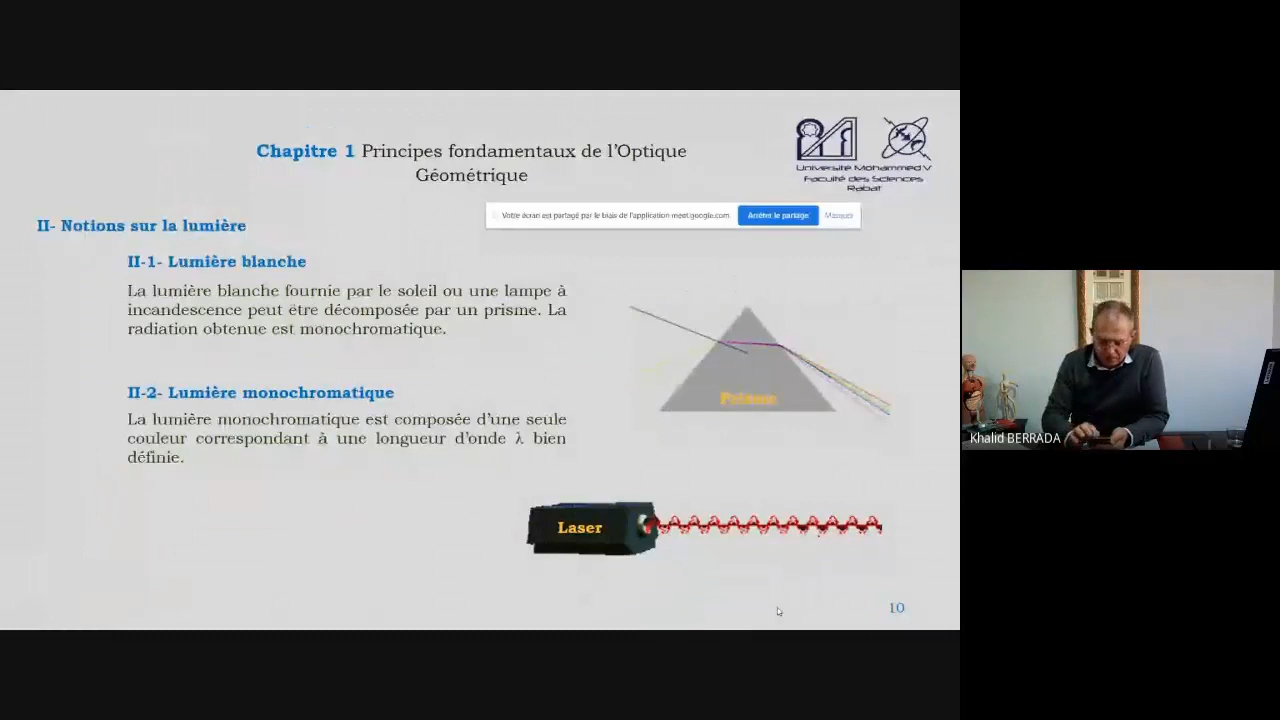 Chapitre 1 Principes fondamentaux de l'Optique
Géométrique
Université Mohammed V
Faculté des Sciences
Rabat
Votre écran est partagé par le biais de l'application meet.google.com
Arrêter le partage
Masquer
II- Notions sur la lumière
II-1- Lumière blanche
La lumière blanche fournie par le soleil ou une lampe à
incandescence peut être décomposée par un prisme. La
radiation obtenue est monochromatique.
Prisme
II-2- Lumière monochromatique
La lumière monochromatique est composée d'une seule
couleur correspondant à une longueur d'onde λ bien
définie.
Laser
10
Khalid BERRADA